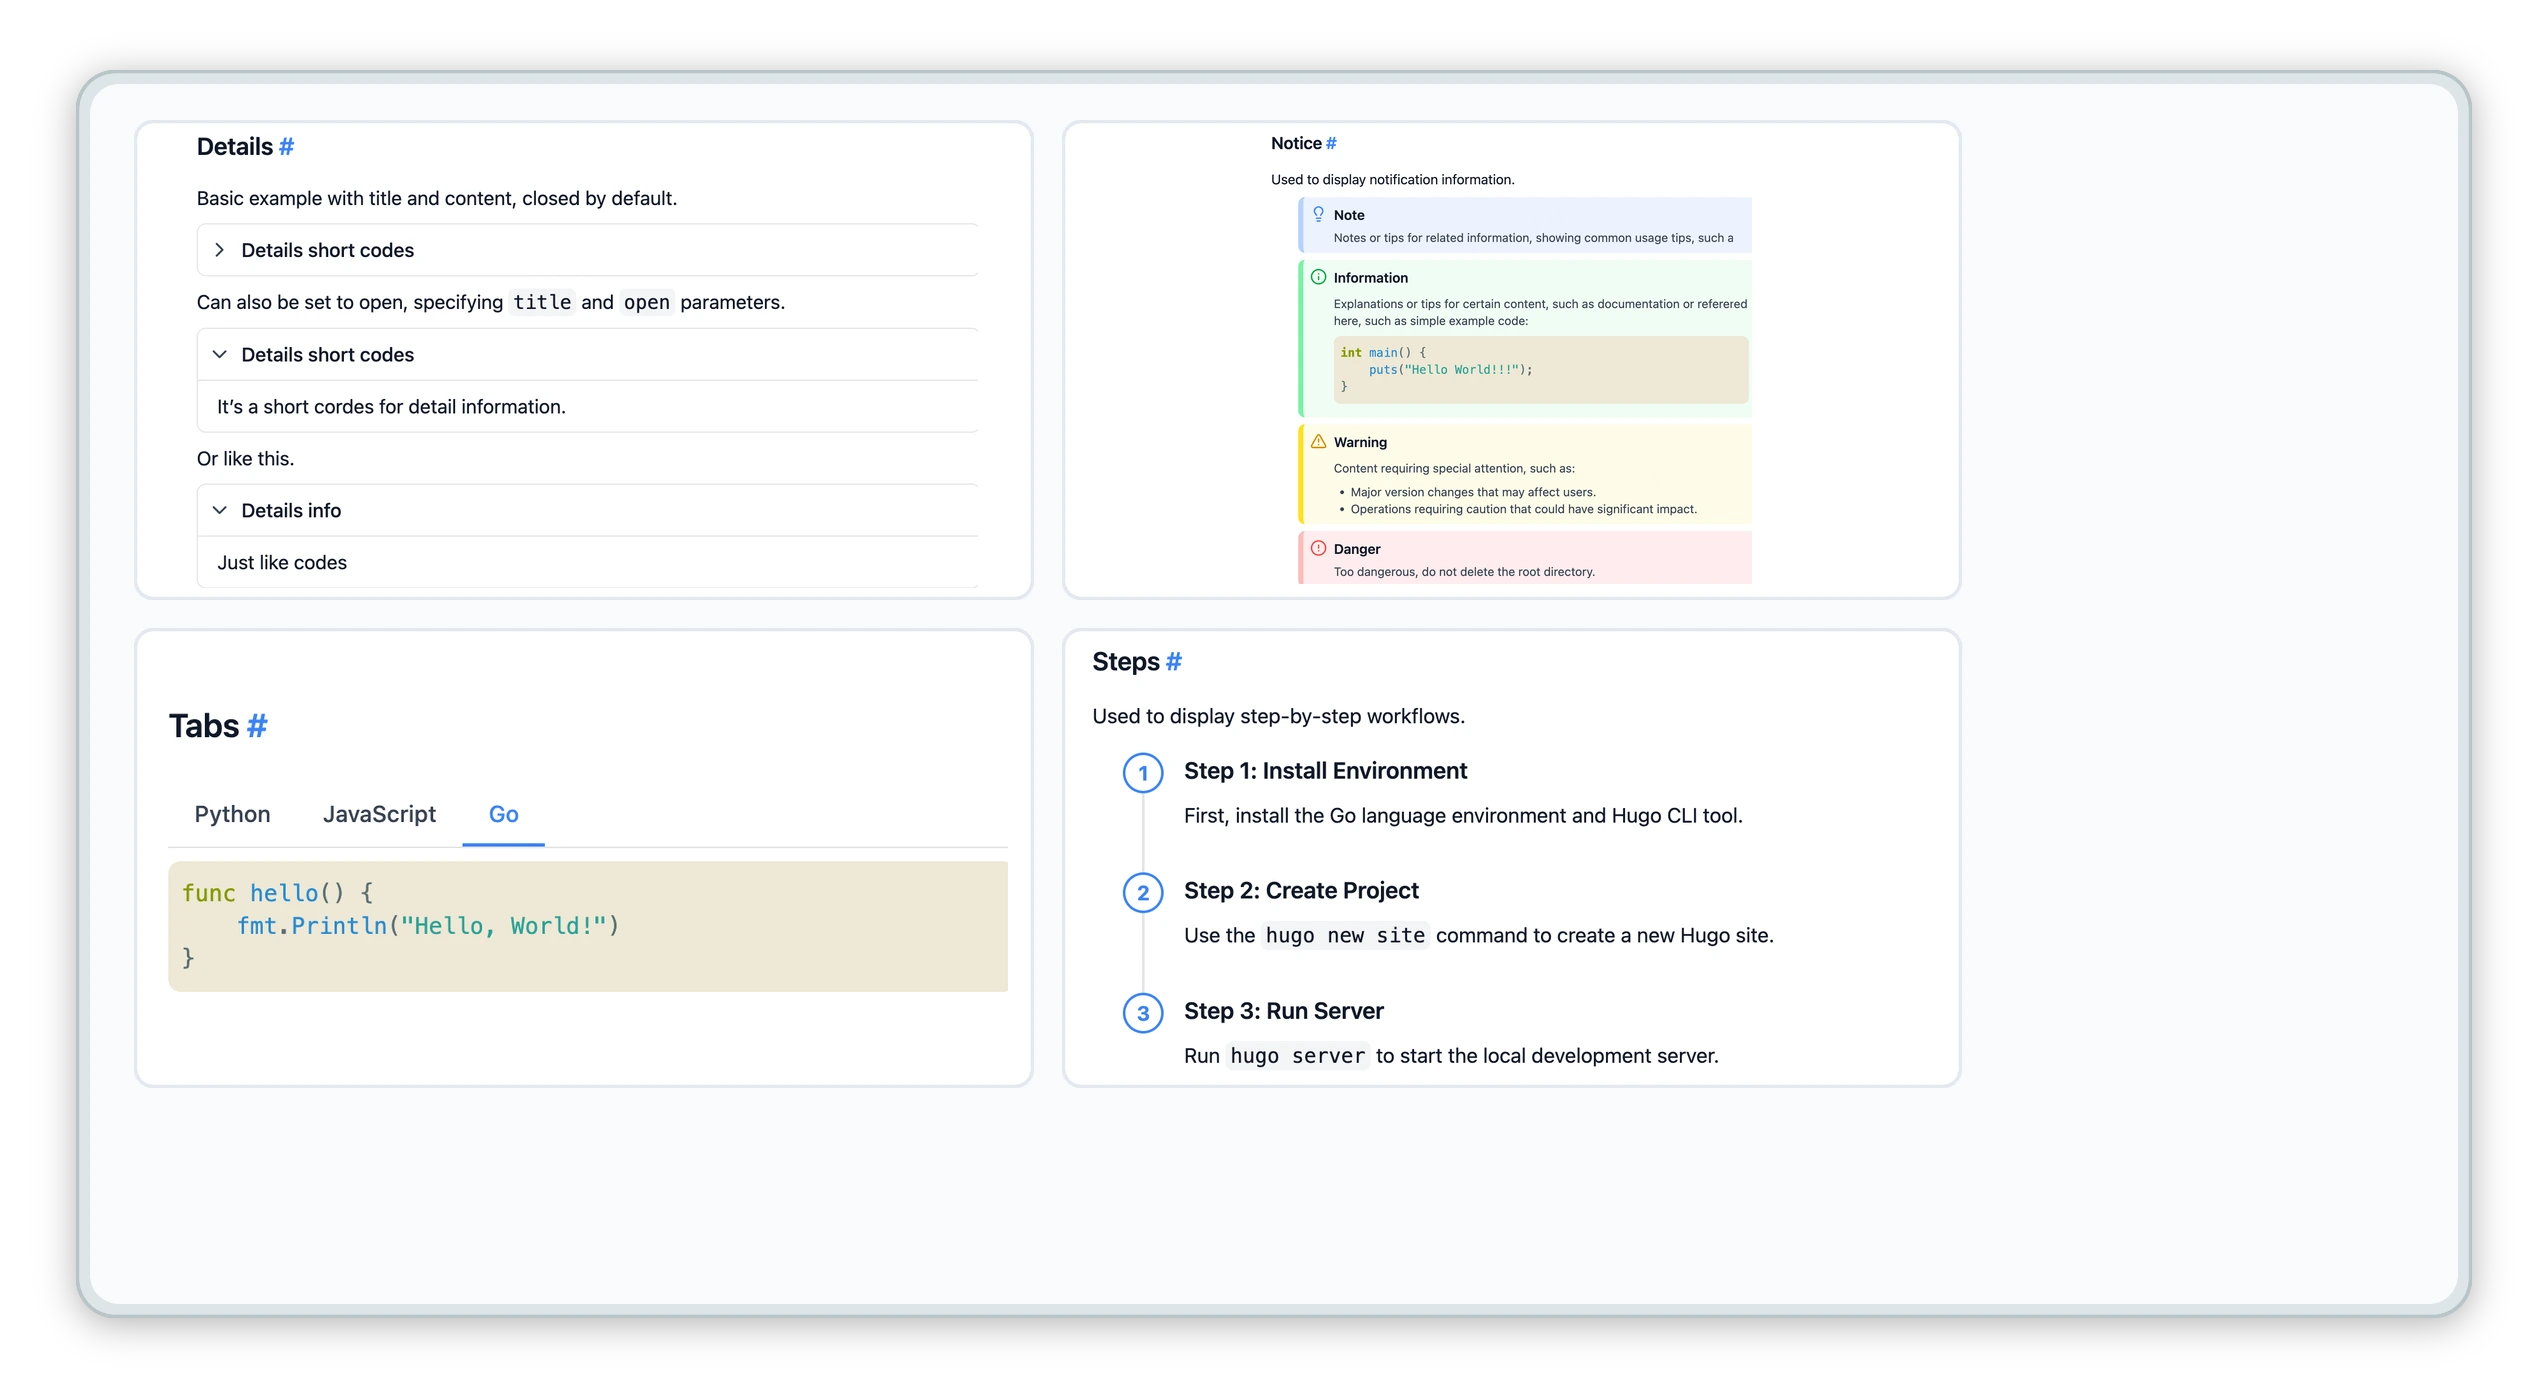 Details #
Basic example with title and content, closed by default.
Details short codes
Can also be set to open, specifying title and open parameters.
Details short codes
It's a short cordes for detail information.
Or like this.
Details info
Just like codes
Notice #
Used to display notification information.
Note
Notes or tips for related information, showing common usage tips, such a
Information
Explanations or tips for certain content, such as documentation or referered
here, such as simple example code:
int main() {
    puts("Hello World!!!");
}
Warning
Content requiring special attention, such as:
• Major version changes that may affect users.
• Operations requiring caution that could have significant impact.
Danger
Too dangerous, do not delete the root directory.
Tabs #
Python JavaScript Go
func hello() {
    fmt.Println("Hello, World!")
}
Steps #
Used to display step-by-step workflows.
1 Step 1: Install Environment
First, install the Go language environment and Hugo CLI tool.
2 Step 2: Create Project
Use the hugo new site command to create a new Hugo site.
3 Step 3: Run Server
Run hugo server to start the local development server.